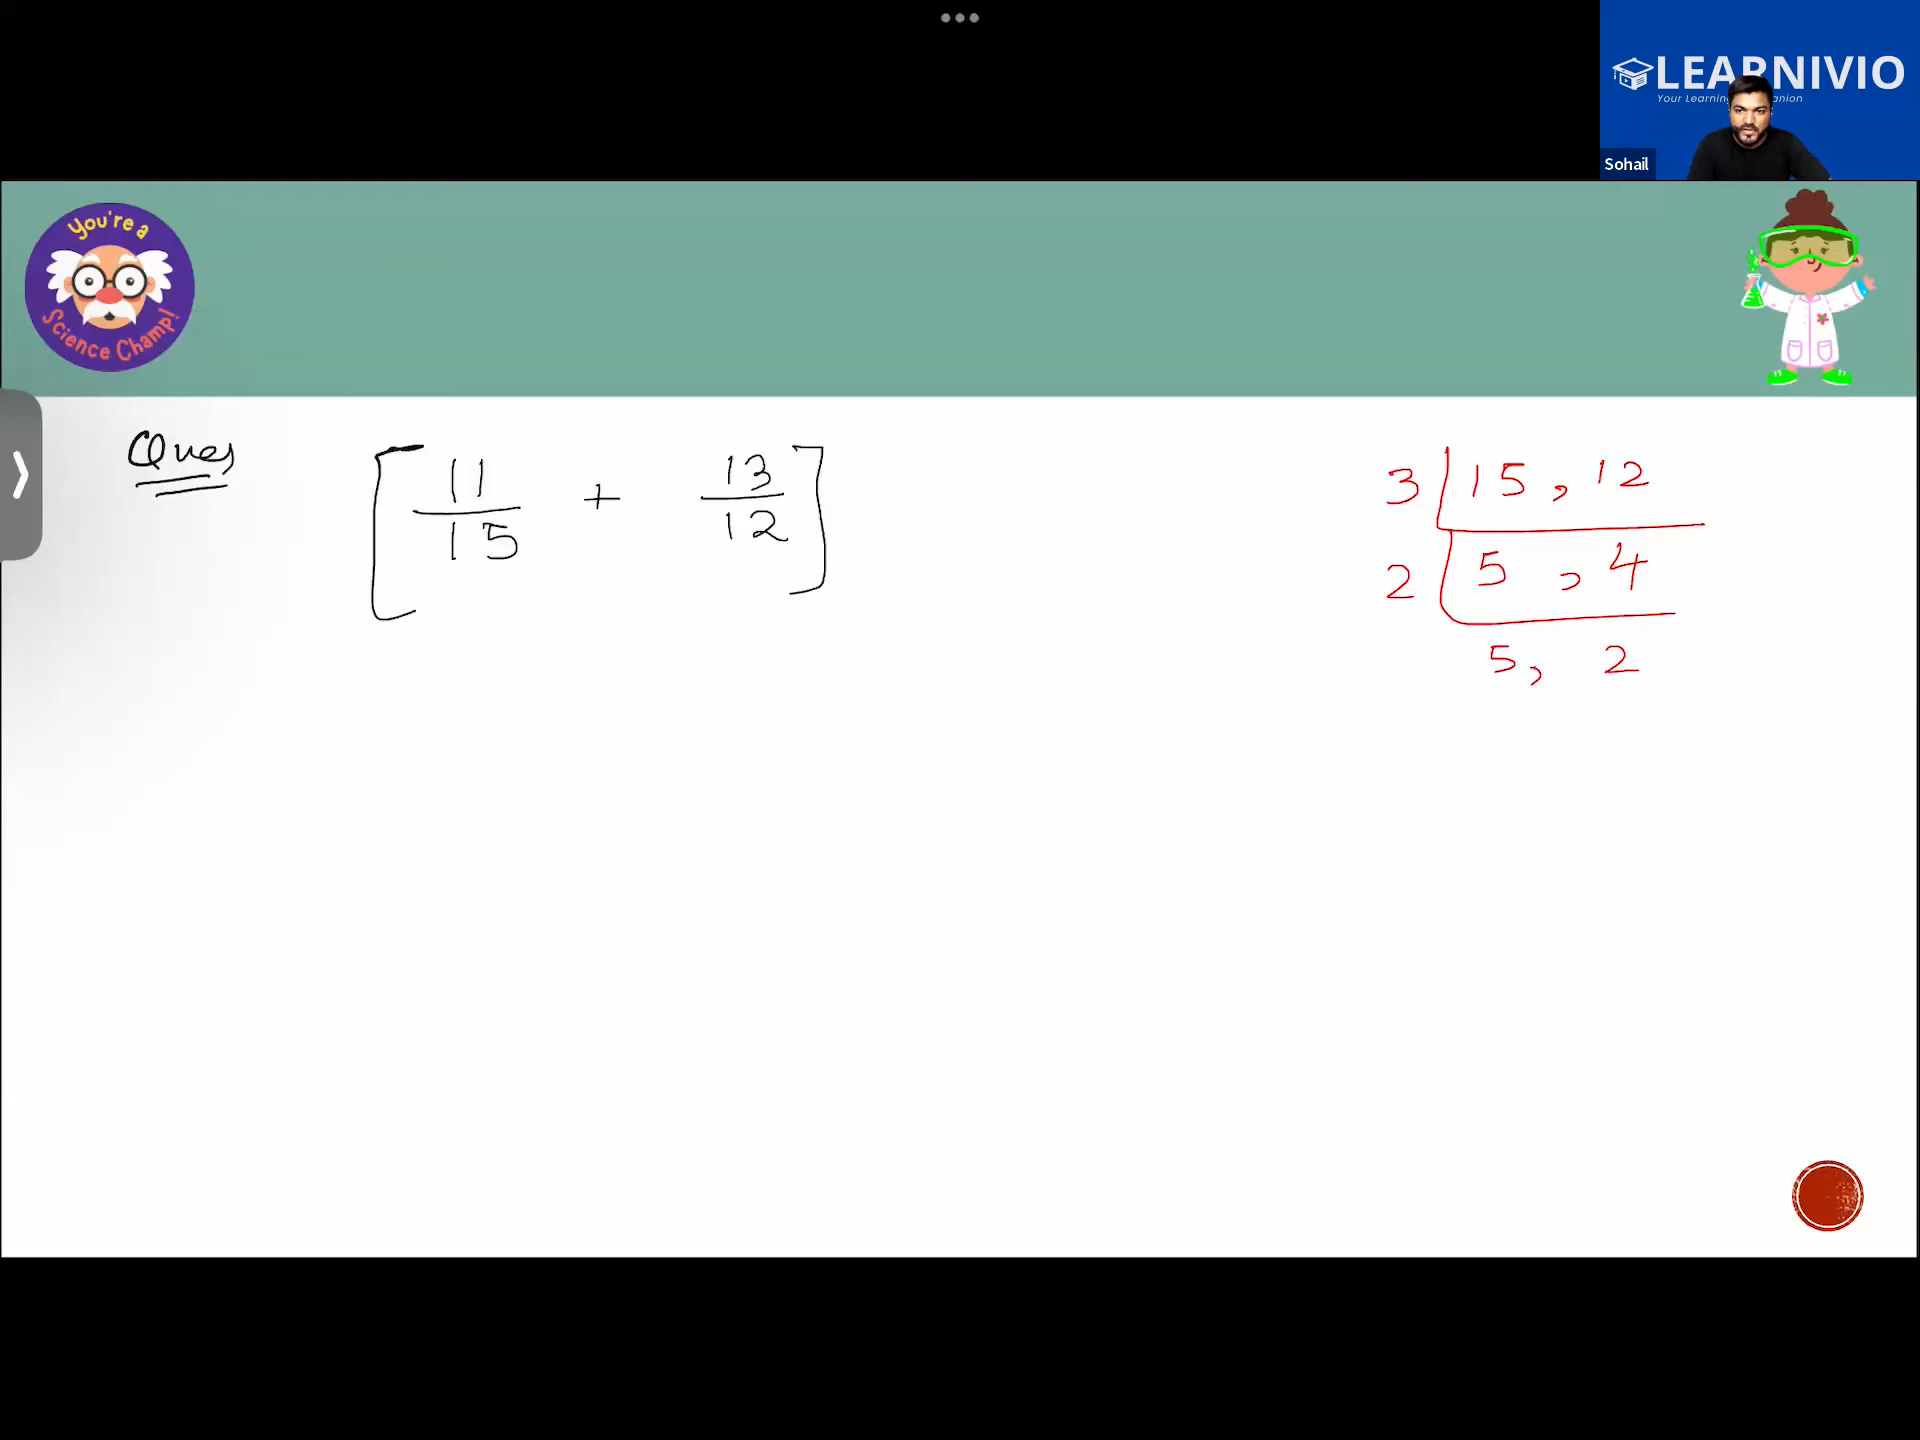 LEARNIVIO
Your Learning
anion
Sohail
You're a
Science Champ!
Ques
[ 11/15 + 13/12 ]
3 | 15, 12
2 | 5, 4
5, 2